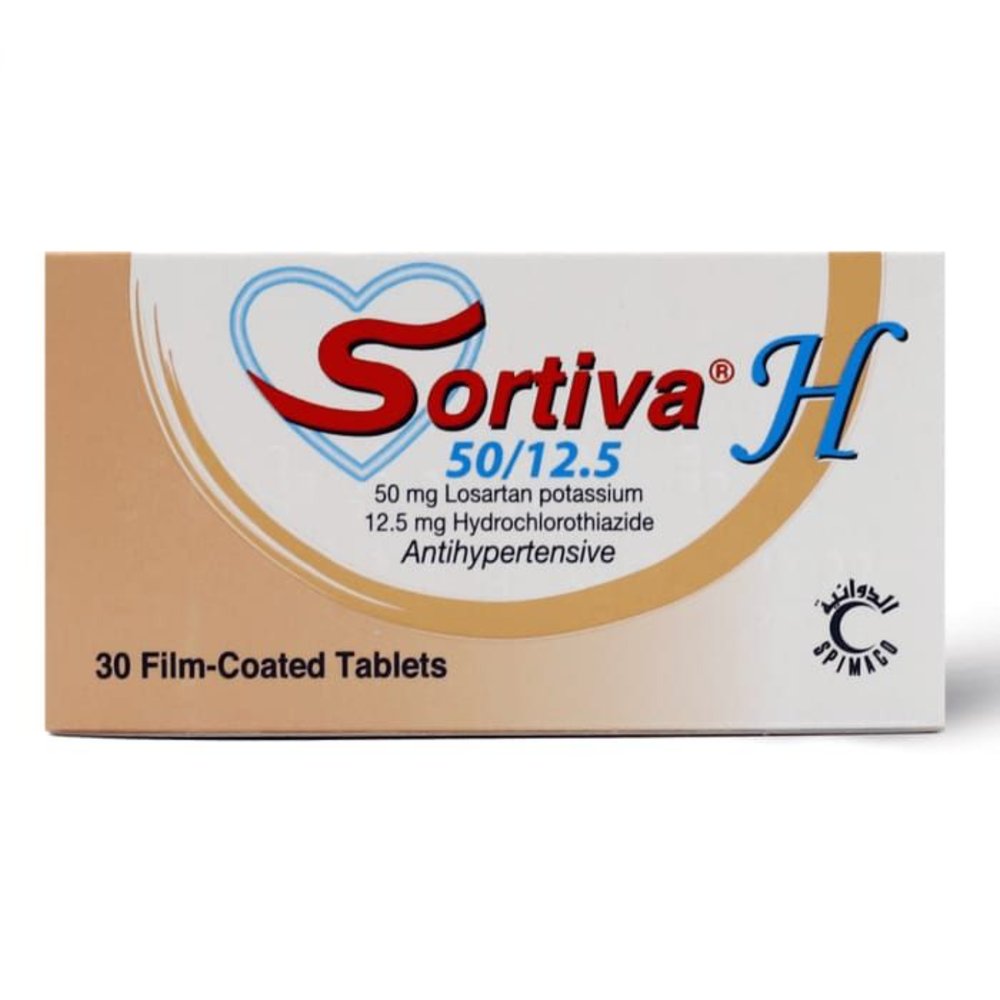 Sortiva® H
50/12.5
50 mg Losartan potassium
12.5 mg Hydrochlorothiazide
Antihypertensive
الدوائية
SPIMACO
30 Film-Coated Tablets